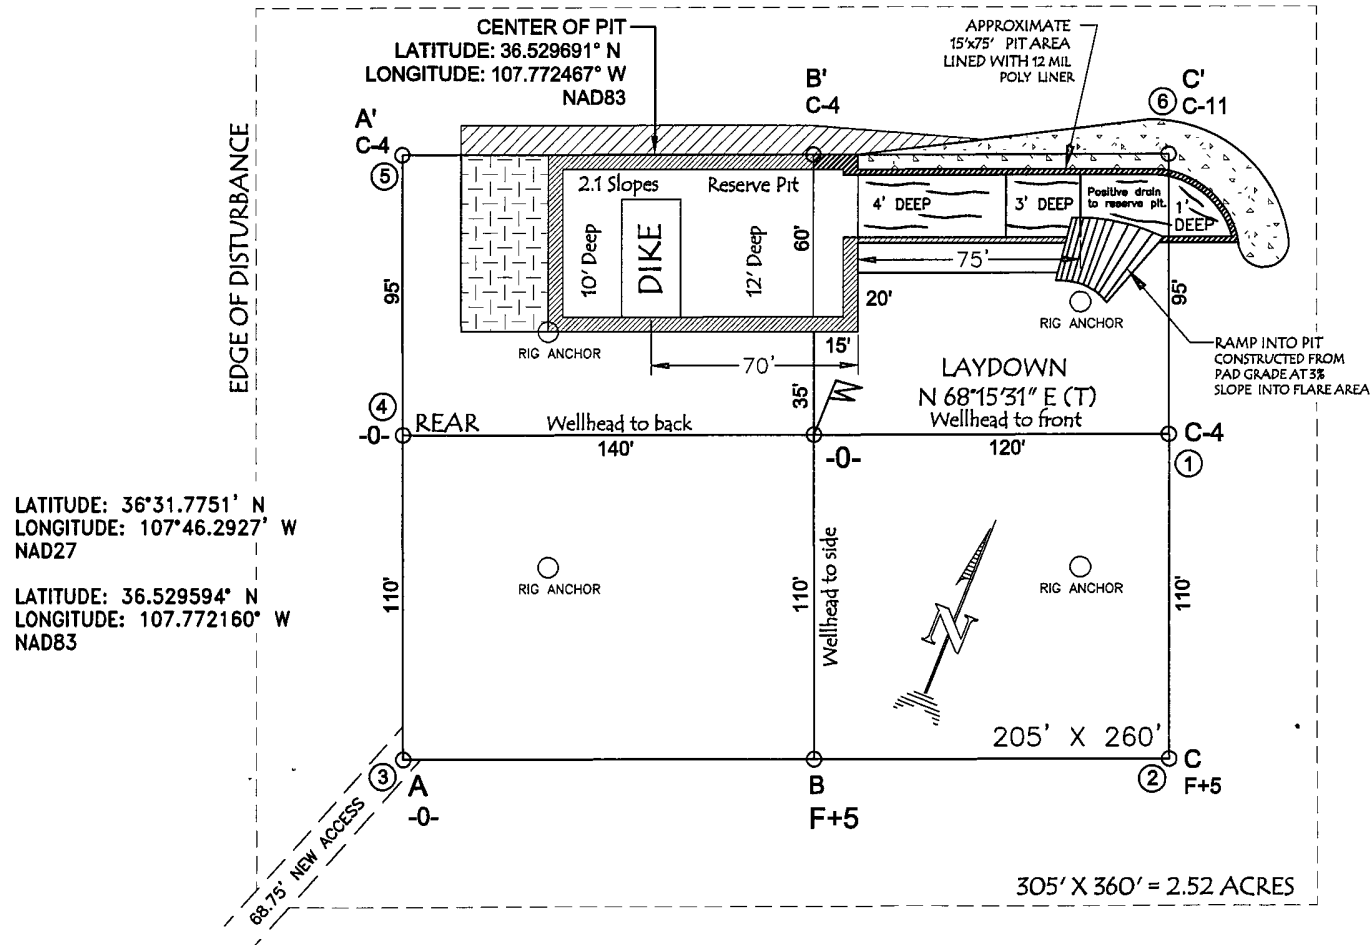 CENTER OF PIT
LATITUDE: 36.529691° N
LONGITUDE: 107.772467° W
NAD83
APPROXIMATE
15'x75' PIT AREA
LINED WITH 12 MIL
POLY LINER
B'
C-4
6
C'
C-11
A'
C-4
5
EDGE OF DISTURBANCE
2.1 Slopes
Reserve Pit
4' DEEP
3' DEEP
Positive drain
to reserve pit.
1'
DEEP
10' Deep
DIKE
12' Deep
60'
75'
95'
95'
20'
RIG ANCHOR
RIG ANCHOR
15'
70'
35'
RAMP INTO PIT
CONSTRUCTED FROM
PAD GRADE AT 3%
SLOPE INTO FLARE AREA
LAYDOWN
N 68°15'31" E (T)
Wellhead to front
120'
4
-0-
REAR
Wellhead to back
140'
-0-
C-4
1
LATITUDE: 36°31.7751' N
LONGITUDE: 107°46.2927' W
NAD27
LATITUDE: 36.529594° N
LONGITUDE: 107.772160° W
NAD83
RIG ANCHOR
RIG ANCHOR
110'
110'
Wellhead to side
110'
N
205' X 260'
3
A
-0-
B
F+5
2
C
F+5
68.75' NEW ACCESS
305' X 360' = 2.52 ACRES